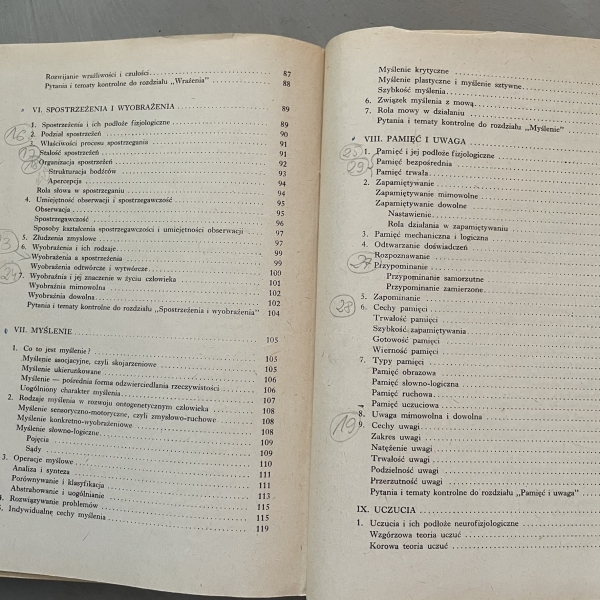 Rozwijanie wrażliwości i czułości 87
Pytania i tematy kontrolne do rozdziału „Wrażenia" 88
VI. SPOSTRZEŻENIA I WYOBRAŻENIA 89
1. Spostrzeżenia i ich podłoże fizjologiczne 89
16 2. Podział spostrzeżeń 90
3. Właściwości procesu spostrzegania 91
Stałość spostrzeżeń 91
Organizacja spostrzeżeń 92
Strukturacja bodźców 93
Apercepcja 94
Rola słowa w spostrzeganiu 94
4. Umiejętność obserwacji i spostrzegawczość 95
Obserwacja 95
Spostrzegawczość 96
Sposoby kształcenia spostrzegawczości i umiejętności obserwacji 97
5. Złudzenia zmysłowe 97
6. Wyobrażenia i ich rodzaje 99
Wyobrażenia a spostrzeżenia 99
Wyobrażenia odtwórcze i wytwórcze 100
7. Wyobraźnia i jej znaczenie w życiu człowieka 101
Wyobraźnia mimowolna 102
Wyobraźnia dowolna 102
Pytania i tematy kontrolne do rozdziału „Spostrzeżenia i wyobrażenia" 104
VII. MYŚLENIE 105
1. Co to jest myślenie? 105
Myślenie asocjacyjne, czyli skojarzeniowe 105
Myślenie ukierunkowane 106
Myślenie — pośrednia forma odzwierciedlania rzeczywistości 106
Uogólniony charakter myślenia 107
2. Rodzaje myślenia w rozwoju ontogenetycznym człowieka 108
Myślenie sensoryczno-motoryczne, czyli zmysłowo-ruchowe 108
Myślenie konkretno-wyobrażeniowe 108
Myślenie słowno-logiczne 109
Pojęcia 109
Sądy 110
3. Operacje myślowe 111
Analiza i synteza 111
Porównywanie i klasyfikacja 113
Abstrahowanie i uogólnianie 115
4. Rozwiązywanie problemów 115
Indywidualne cechy myślenia 119
Myślenie krytyczne
Myślenie plastyczne i myślenie sztywne
Szybkość myślenia
6. Związek myślenia z mową
7. Rola mowy w działaniu
Pytania i tematy kontrolne do rozdziału „Myślenie"
VIII. PAMIĘĆ I UWAGA
1. Pamięć i jej podłoże fizjologiczne
Pamięć bezpośrednia
Pamięć trwała
2. Zapamiętywanie
Zapamiętywanie mimowolne
Zapamiętywanie dowolne
Nastawienie
Rola działania w zapamiętywaniu
3. Pamięć mechaniczna i logiczna
4. Odtwarzanie doświadczeń
Rozpoznawanie
Przypominanie
Przypominanie samorzutne
Przypominanie zamierzone
5. Zapominanie
28 6. Cechy pamięci
Trwałość pamięci
Szybkość zapamiętywania
Gotowość pamięci
Wierność pamięci
7. Typy pamięci
Pamięć obrazowa
Pamięć słowno-logiczna
Pamięć ruchowa
Pamięć uczuciowa
8. Uwaga mimowolna i dowolna
19 9. Cechy uwagi
Zakres uwagi
Natężenie uwagi
Trwałość uwagi
Podzielność uwagi
Przerzutność uwagi
Pytania i tematy kontrolne do rozdziału „Pamięć i uwaga"
IX. UCZUCIA
1. Uczucia i ich podłoże neurofizjologiczne
Wzgórzowa teoria uczuć
Korowa teoria uczuć